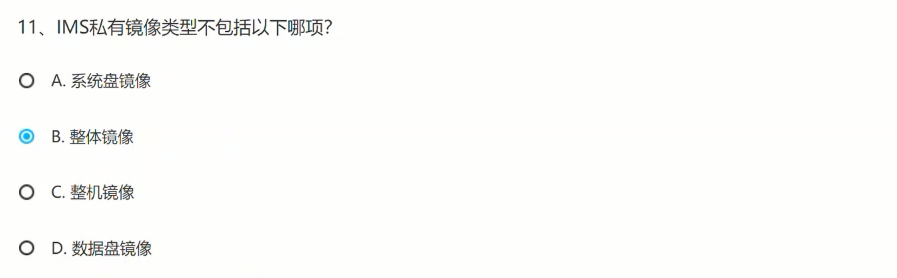 11、IMS私有镜像类型不包括以下哪项?
A. 系统盘镜像
B. 整体镜像
C. 整机镜像
D. 数据盘镜像